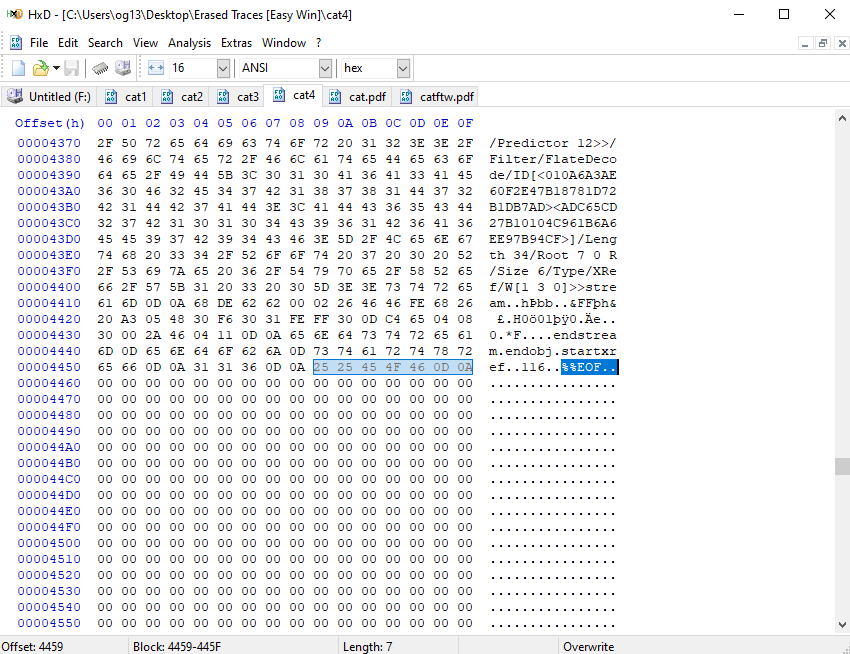 HxD - [C:\Users\og13\Desktop\Erased Traces [Easy Win]\cat4]
File Edit Search View Analysis Extras Window ?
16 ANSI hex
Untitled (F:) cat1 cat2 cat3 cat4 cat.pdf catftw.pdf
Offset(h) 00 01 02 03 04 05 06 07 08 09 0A 0B 0C 0D 0E 0F
00004370 2F 50 72 65 64 69 63 74 6F 72 20 31 32 3E 3E 2F /Predictor 12>>/
00004380 46 69 6C 74 65 72 2F 46 6C 61 74 65 44 65 63 6F Filter/FlateDeco
00004390 64 65 2F 49 44 5B 3C 30 31 30 41 36 41 33 41 45 de/ID[<010A6A3AE
000043A0 36 30 46 32 45 34 37 42 31 38 37 38 31 44 37 32 60F2E47B18781D72
000043B0 42 31 44 42 37 41 44 3E 3C 41 44 43 36 35 43 44 B1DB7AD><ADC65CD
000043C0 32 37 42 31 30 31 30 34 43 39 36 31 42 36 41 36 27B10104C961B6A6
000043D0 45 45 39 37 42 39 34 43 46 3E 5D 2F 4C 65 6E 67 EE97B94CF>]/Leng
000043E0 74 68 20 33 34 2F 52 6F 6F 74 20 37 20 30 20 52 th 34/Root 7 0 R
000043F0 2F 53 69 7A 65 20 36 2F 54 79 70 65 2F 58 52 65 /Size 6/Type/XRe
00004400 66 2F 57 5B 31 20 33 20 30 5D 3E 3E 73 74 72 65 f/W[1 3 0]>>stre
00004410 61 6D 0D 0A 68 DE 62 62 00 02 26 46 46 FE 68 26 am..hÞbb..&FFþh&
00004420 20 A3 05 48 30 F6 30 31 FE FF 30 0D C4 65 04 08  £.H0ö01þÿ0.Äe..
00004430 30 00 2A 46 04 11 0D 0A 65 6E 64 73 74 72 65 61 0.*F....endstrea
00004440 6D 0D 65 6E 64 6F 62 6A 0D 73 74 61 72 74 78 72 m.endobj.startxr
00004450 65 66 0D 0A 31 31 36 0D 0A 25 25 45 4F 46 0D 0A ef..116..%%EOF..
00004460 00 00 00 00 00 00 00 00 00 00 00 00 00 00 00 00 ................
00004470 00 00 00 00 00 00 00 00 00 00 00 00 00 00 00 00 ................
00004480 00 00 00 00 00 00 00 00 00 00 00 00 00 00 00 00 ................
00004490 00 00 00 00 00 00 00 00 00 00 00 00 00 00 00 00 ................
000044A0 00 00 00 00 00 00 00 00 00 00 00 00 00 00 00 00 ................
000044B0 00 00 00 00 00 00 00 00 00 00 00 00 00 00 00 00 ................
000044C0 00 00 00 00 00 00 00 00 00 00 00 00 00 00 00 00 ................
000044D0 00 00 00 00 00 00 00 00 00 00 00 00 00 00 00 00 ................
000044E0 00 00 00 00 00 00 00 00 00 00 00 00 00 00 00 00 ................
000044F0 00 00 00 00 00 00 00 00 00 00 00 00 00 00 00 00 ................
00004500 00 00 00 00 00 00 00 00 00 00 00 00 00 00 00 00 ................
00004510 00 00 00 00 00 00 00 00 00 00 00 00 00 00 00 00 ................
00004520 00 00 00 00 00 00 00 00 00 00 00 00 00 00 00 00 ................
00004530 00 00 00 00 00 00 00 00 00 00 00 00 00 00 00 00 ................
00004540 00 00 00 00 00 00 00 00 00 00 00 00 00 00 00 00 ................
00004550 00 00 00 00 00 00 00 00 00 00 00 00 00 00 00 00 ................
Offset: 4459 Block: 4459-445F Length: 7 Overwrite